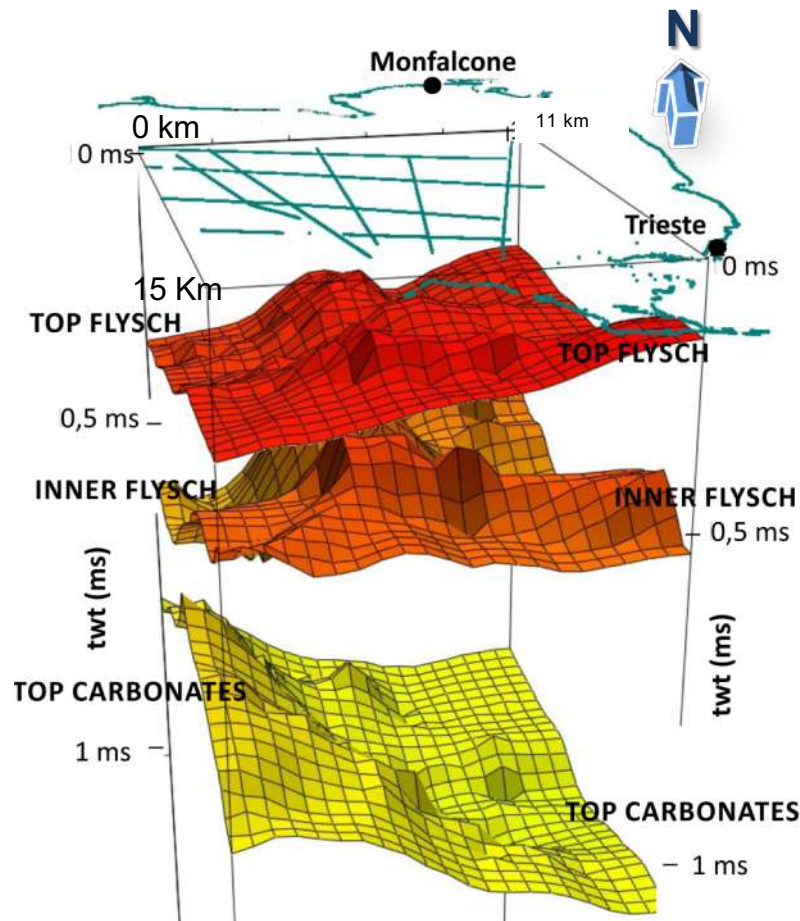 N
Monfalcone
0 km
11 km
0 ms
Trieste
0 ms
15 Km
TOP FLYSCH
TOP FLYSCH
0,5 ms
INNER FLYSCH
INNER FLYSCH
0,5 ms
twt (ms)
twt (ms)
TOP CARBONATES
1 ms
TOP CARBONATES
1 ms